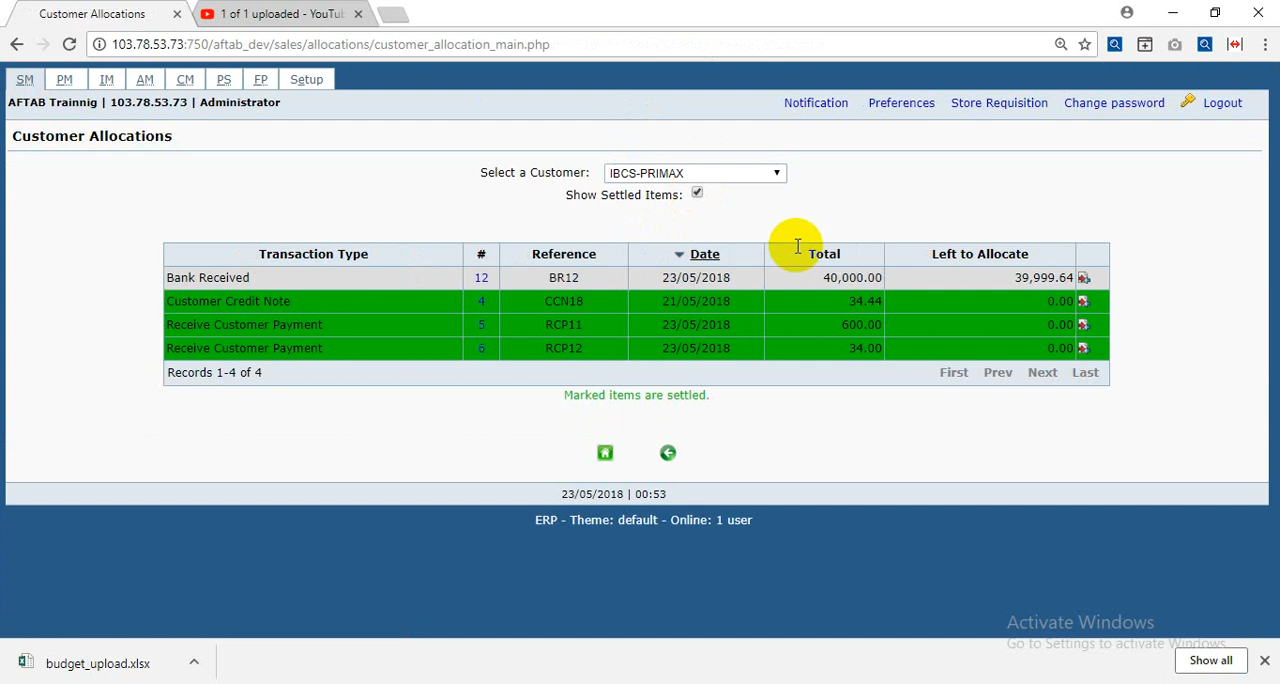 Customer Allocations
1 of 1 uploaded - YouTu
103.78.53.73:750/aftab_dev/sales/allocations/customer_allocation_main.php
SM PM IM AM CM PS FP Setup
AFTAB Trainnig | 103.78.53.73 | Administrator
Notification Preferences Store Requisition Change password Logout
Customer Allocations
Select a Customer: IBCS-PRIMAX
Show Settled Items:
Transaction Type # Reference Date Total Left to Allocate
Bank Received 12 BR12 23/05/2018 40,000.00 39,999.64
Customer Credit Note 4 CCN18 21/05/2018 34.44 0.00
Receive Customer Payment 5 RCP11 23/05/2018 600.00 0.00
Receive Customer Payment 6 RCP12 23/05/2018 34.00 0.00
Records 1-4 of 4 First Prev Next Last
Marked items are settled.
23/05/2018 | 00:53
ERP - Theme: default - Online: 1 user
Activate Windows
Go to Settings to activate Windows.
budget_upload.xlsx
Show all